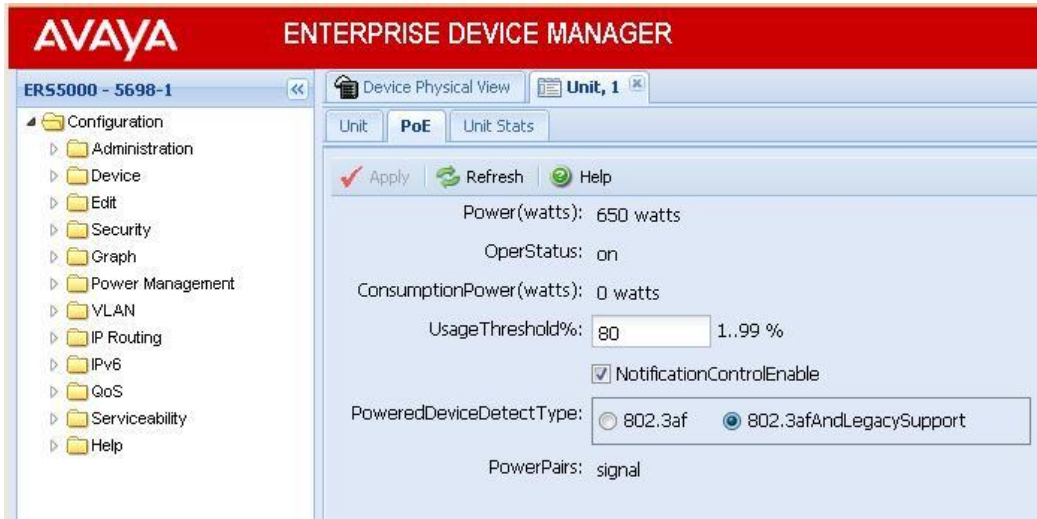 AVAYA ENTERPRISE DEVICE MANAGER
ERS5000 - 5698-1
Configuration
Administration
Device
Edit
Security
Graph
Power Management
VLAN
IP Routing
IPv6
QoS
Serviceability
Help
Device Physical View Unit, 1
Unit PoE Unit Stats
Apply Refresh Help
Power(watts): 650 watts
OperStatus: on
ConsumptionPower(watts): 0 watts
UsageThreshold%: 80 1..99 %
NotificationControlEnable
PoweredDeviceDetectType: 802.3af 802.3afAndLegacySupport
PowerPairs: signal